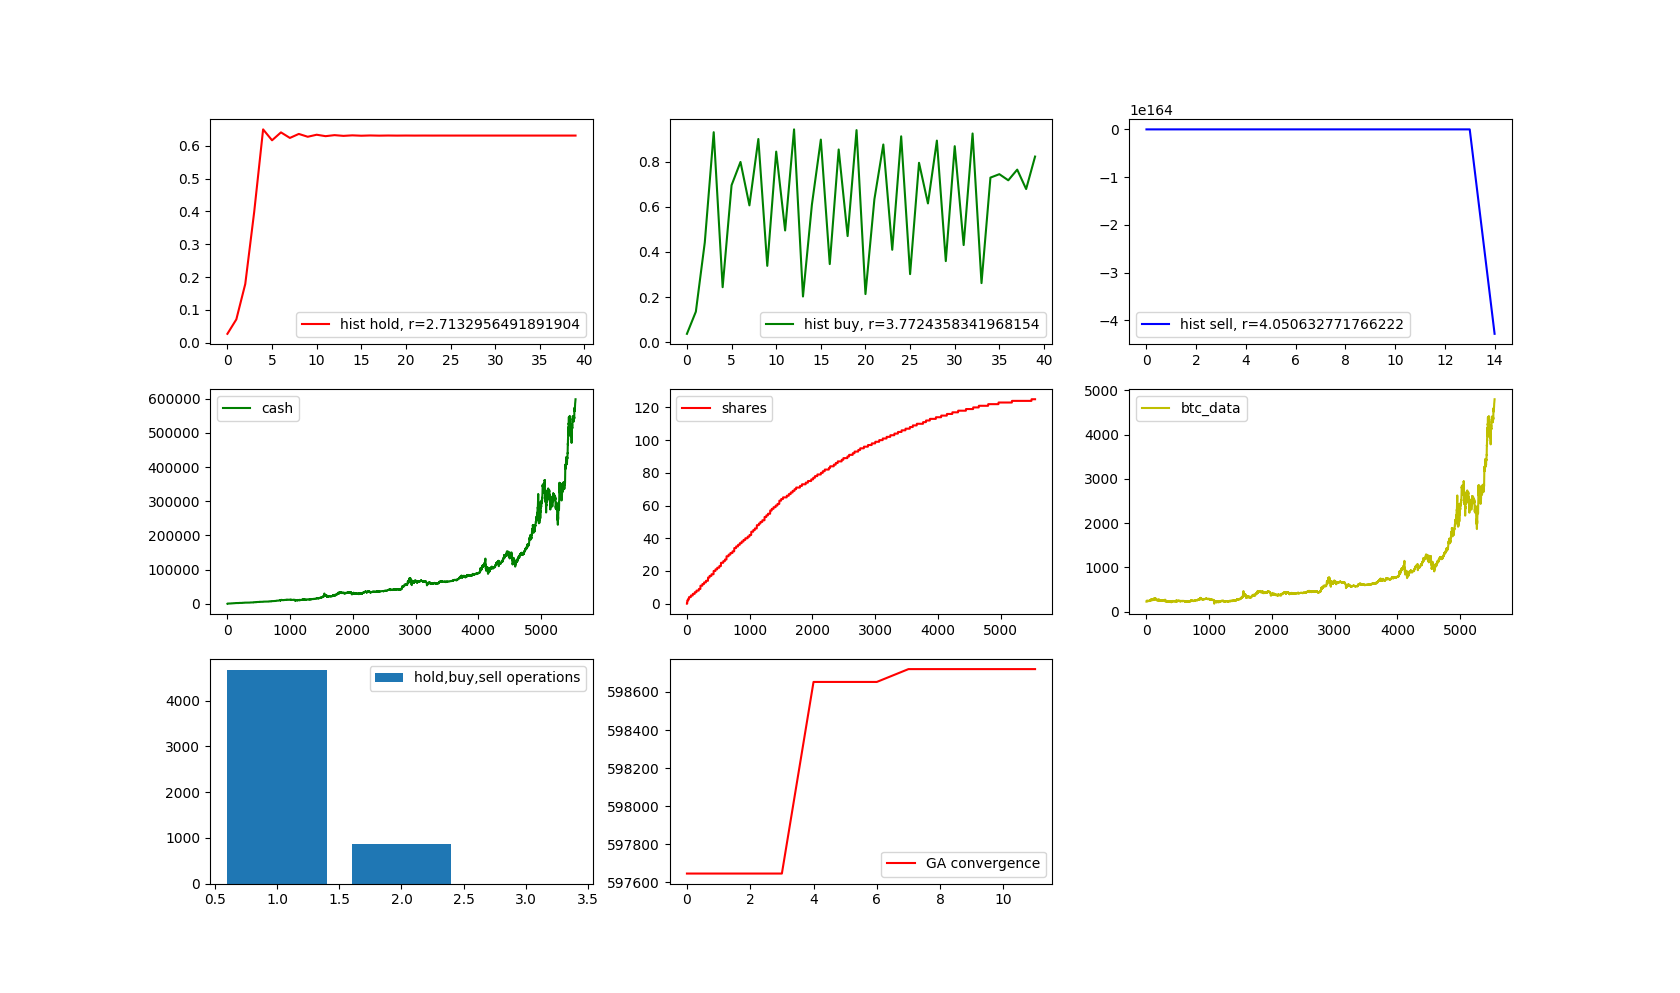 1e164
0.6
0.5
0.4
0.3
0.2
0.1
0.0
hist hold, r=2.7132956491891904
0 5 10 15 20 25 30 35 40
0.8
0.6
0.4
0.2
0.0
hist buy, r=3.7724358341968154
0 5 10 15 20 25 30 35 40
0
−1
−2
−3
−4
hist sell, r=4.050632771766222
0 2 4 6 8 10 12 14
cash
600000
500000
400000
300000
200000
100000
0
0 1000 2000 3000 4000 5000
shares
120
100
80
60
40
20
0
0 1000 2000 3000 4000 5000
btc_data
5000
4000
3000
2000
1000
0
0 1000 2000 3000 4000 5000
hold,buy,sell operations
4000
3000
2000
1000
0
0.5 1.0 1.5 2.0 2.5 3.0 3.5
598600
598400
598200
598000
597800
597600
GA convergence
0 2 4 6 8 10